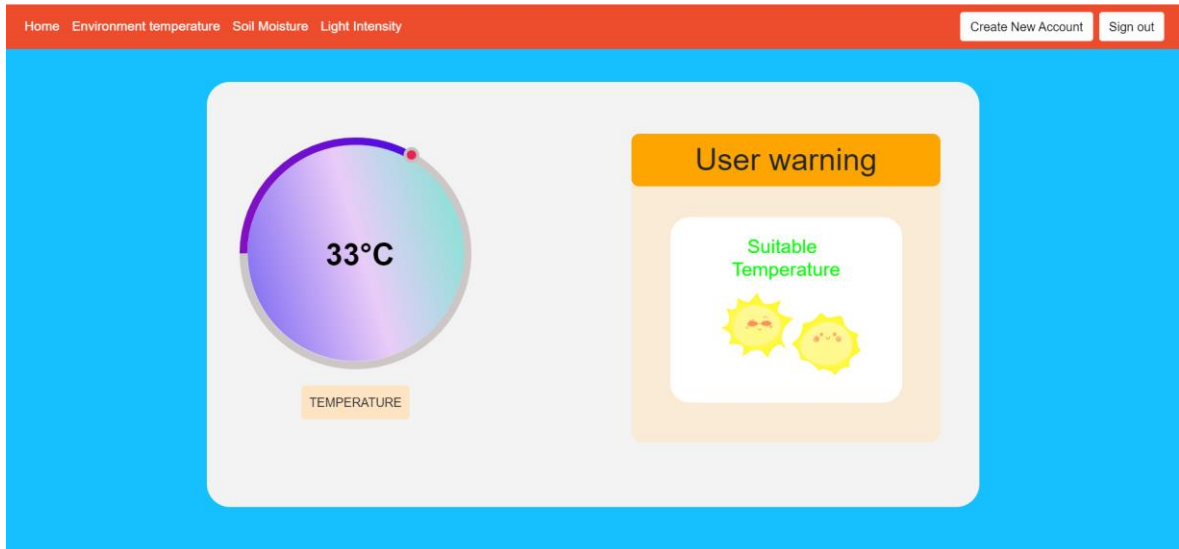 Home Environment temperature Soil Moisture Light Intensity Create New Account Sign out
33°C
TEMPERATURE
User warning
Suitable
Temperature